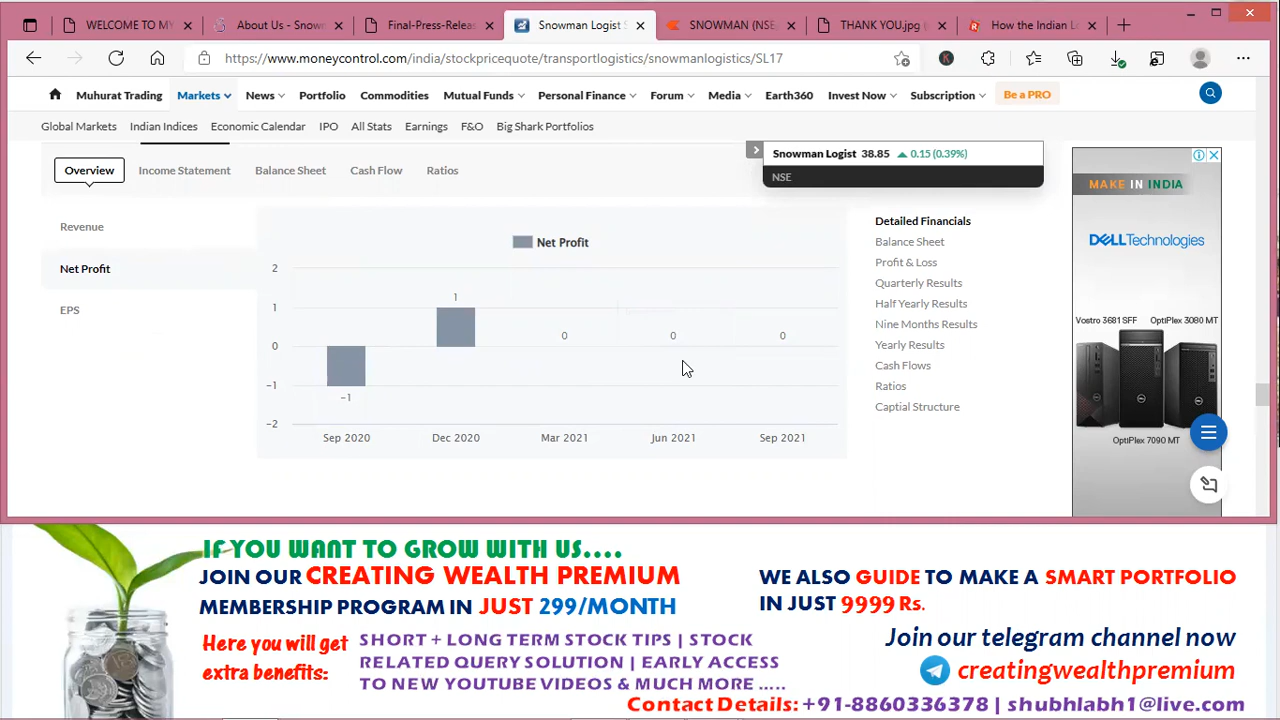 WELCOME TO MY
About Us - Snowm
Final-Press-Releas
Snowman Logist S
SNOWMAN (NSE
THANK YOU.jpg (
How the Indian Lo
https://www.moneycontrol.com/india/stockpricequote/transportlogistics/snowmanlogistics/SL17
Muhurat Trading Markets News Portfolio Commodities Mutual Funds Personal Finance Forum Media Earth360 Invest Now Subscription Be a PRO
Global Markets Indian Indices Economic Calendar IPO All Stats Earnings F&O Big Shark Portfolios
Snowman Logist 38.85 0.15 (0.39%)
NSE
Overview Income Statement Balance Sheet Cash Flow Ratios
Revenue
Net Profit
EPS
Net Profit
2
1
0
-1
-2
-1
1
0
0
0
Sep 2020 Dec 2020 Mar 2021 Jun 2021 Sep 2021
Detailed Financials
Balance Sheet
Profit & Loss
Quarterly Results
Half Yearly Results
Nine Months Results
Yearly Results
Cash Flows
Ratios
Captial Structure
MAKE IN INDIA
DELLTechnologies
Vostro 3681 SFF OptiPlex 3080 MT
OptiPlex 7090 MT
IF YOU WANT TO GROW WITH US....
JOIN OUR CREATING WEALTH PREMIUM
MEMBERSHIP PROGRAM IN JUST 299/MONTH
Here you will get
extra benefits:
SHORT + LONG TERM STOCK TIPS | STOCK
RELATED QUERY SOLUTION | EARLY ACCESS
TO NEW YOUTUBE VIDEOS & MUCH MORE .....
WE ALSO GUIDE TO MAKE A SMART PORTFOLIO
IN JUST 9999 Rs.
Join our telegram channel now
creatingwealthpremium
Contact Details: +91-8860336378 | shubhlabh1@live.com